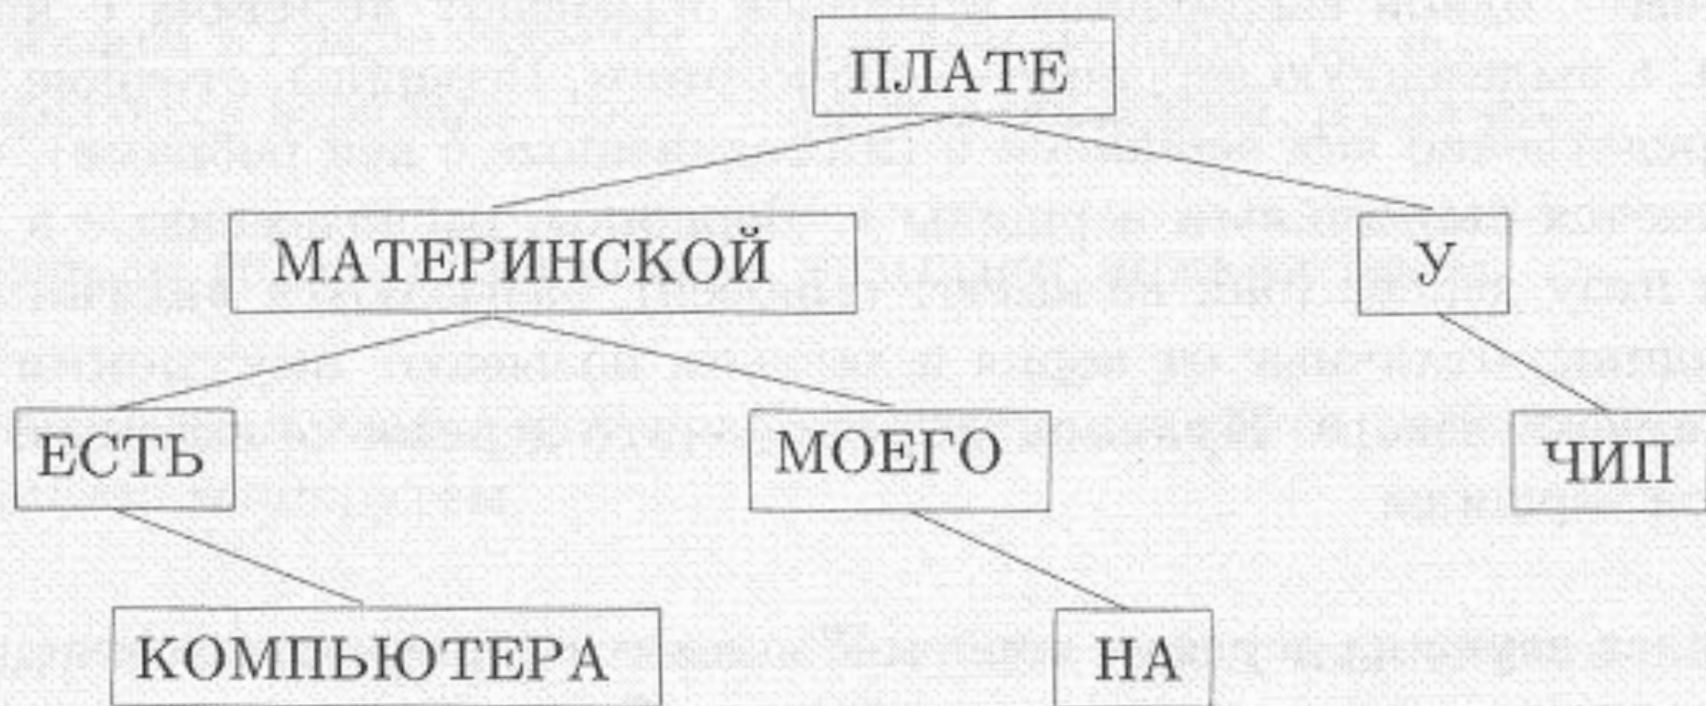 ПЛАТЕ
МАТЕРИНСКОЙ У
ЕСТЬ МОЕГО ЧИП
КОМПЬЮТЕРА НА